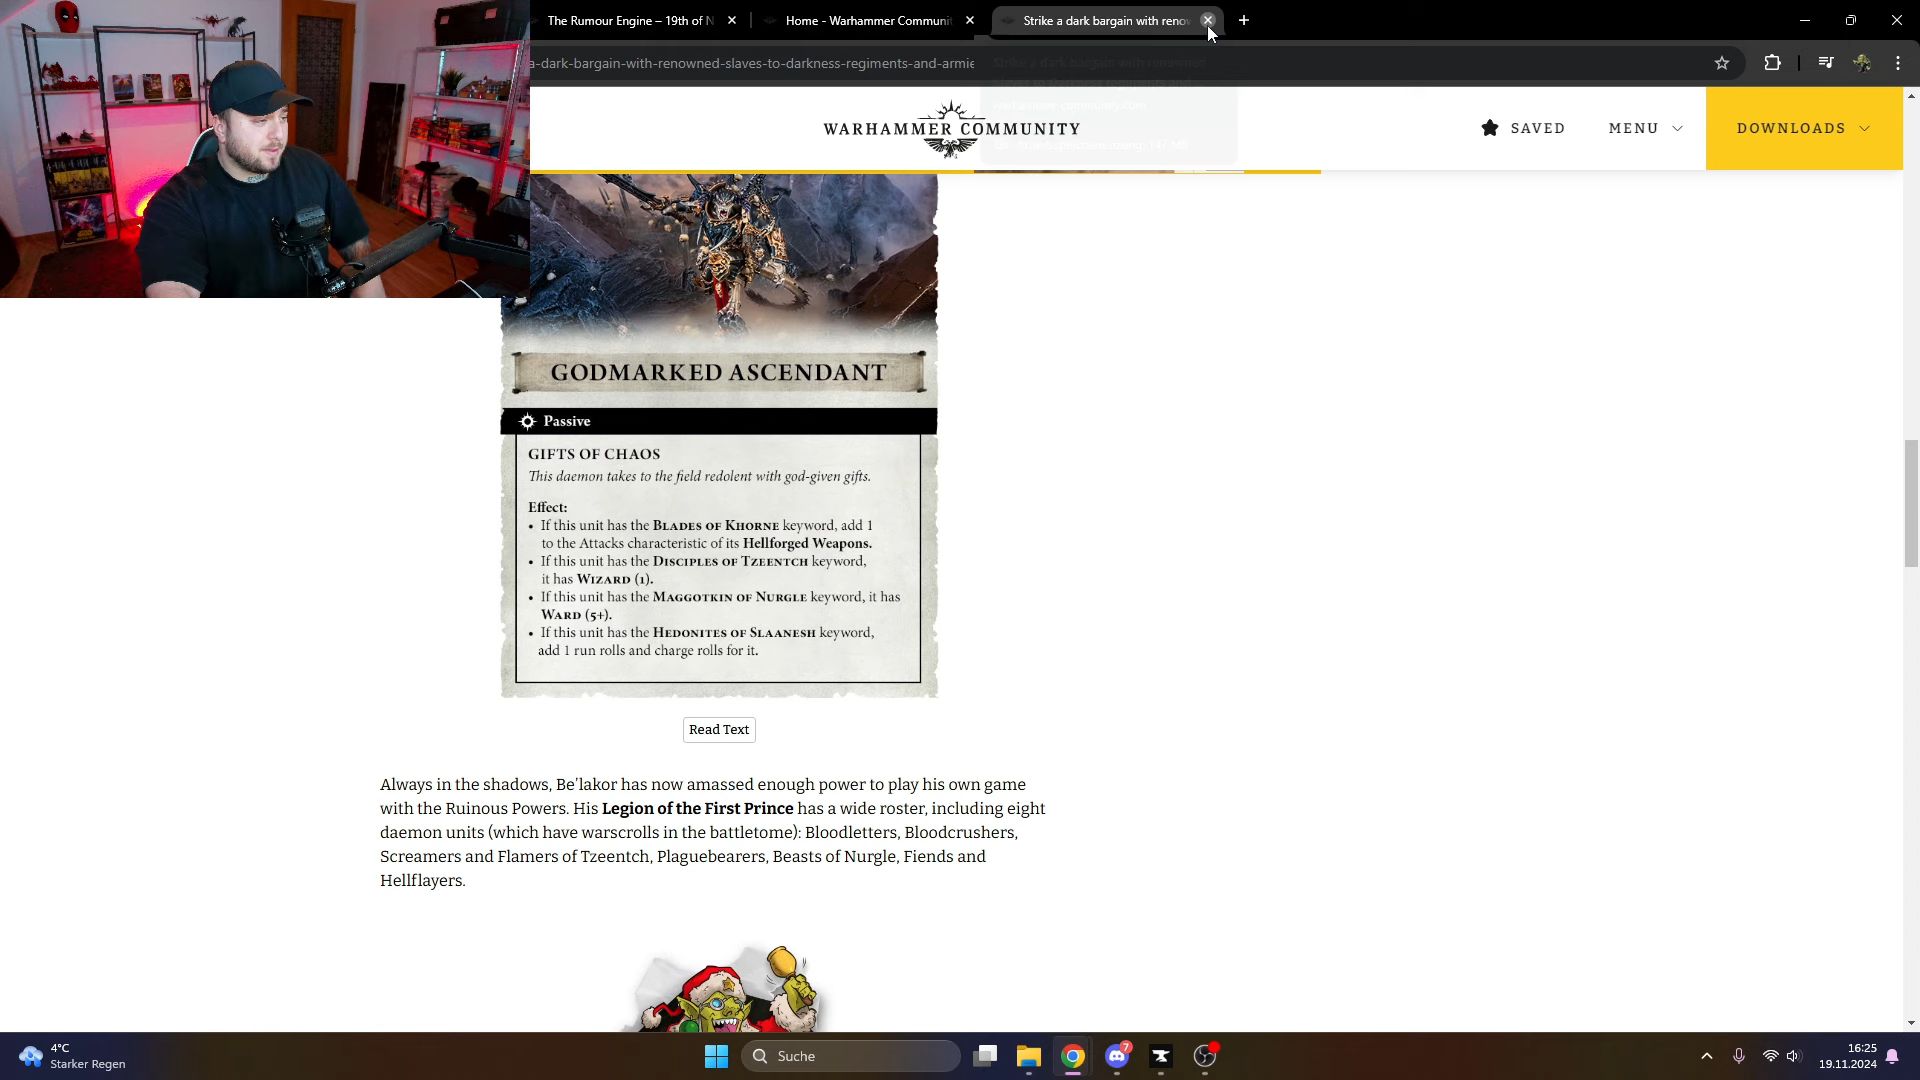 The Rumour Engine – 19th of N
Home - Warhammer Communi
Strike a dark bargain with reno
a-dark-bargain-with-renowned-slaves-to-darkness-regiments-and-armie
WARHAMMER COMMUNITY
SAVED
MENU
DOWNLOADS
GODMARKED ASCENDANT
Passive
GIFTS OF CHAOS
This daemon takes to the field redolent with god-given gifts.
Effect:
• If this unit has the BLADES OF KHORNE keyword, add 1
to the Attacks characteristic of its Hellforged Weapons.
• If this unit has the DISCIPLES OF TZEENTCH keyword,
it has WIZARD (1).
• If this unit has the MAGGOTKIN OF NURGLE keyword, it has
WARD (5+).
• If this unit has the HEDONITES OF SLAANESH keyword,
add 1 run rolls and charge rolls for it.
Read Text
Always in the shadows, Be'lakor has now amassed enough power to play his own game
with the Ruinous Powers. His Legion of the First Prince has a wide roster, including eight
daemon units (which have warscrolls in the battletome): Bloodletters, Bloodcrushers,
Screamers and Flamers of Tzeentch, Plaguebearers, Beasts of Nurgle, Fiends and
Hellflayers.
4°C
Starker Regen
Suche
7
16:25
19.11.2024